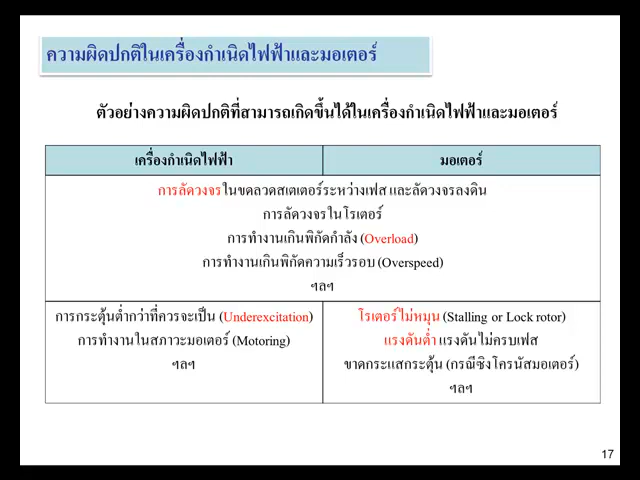 ความผิดปกติในเครื่องกำเนิดไฟฟ้าและมอเตอร์
ตัวอย่างความผิดปกติที่สามารถเกิดขึ้นได้ในเครื่องกำเนิดไฟฟ้าและมอเตอร์
เครื่องกำเนิดไฟฟ้า
มอเตอร์
การลัดวงจรในขดลวดสเตเตอร์ระหว่างเฟส และลัดวงจรลงดิน
การลัดวงจรในโรเตอร์
การทำงานเกินพิกัดกำลัง (Overload)
การทำงานเกินพิกัดความเร็วรอบ (Overspeed)
ฯลฯ
การกระตุ้นต่ำกว่าที่ควรจะเป็น (Underexcitation)
การทำงานในสภาวะมอเตอร์ (Motoring)
ฯลฯ
โรเตอร์ไม่หมุน (Stalling or Lock rotor)
แรงดันต่ำ แรงดันไม่ครบเฟส
ขาดกระแสกระตุ้น (กรณีซิงโครนัสมอเตอร์)
ฯลฯ
17